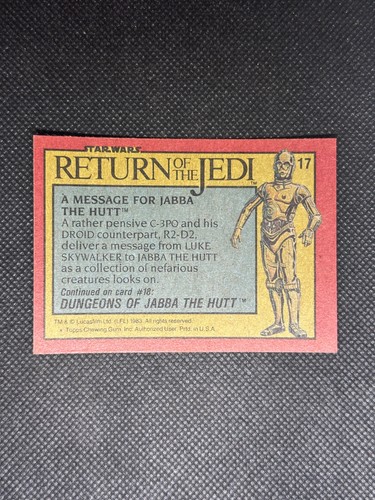 STAR WARS
RETURN OF THE JEDI™
17
A MESSAGE FOR JABBA
THE HUTT™
A rather pensive C-3PO and his
DROID counterpart, R2-D2,
deliver a message from LUKE
SKYWALKER to JABBA THE HUTT
as a collection of nefarious
creatures looks on.
Continued on card #18:
DUNGEONS OF JABBA THE HUTT™
TM & © Lucasfilm Ltd. (LFL) 1983. All rights reserved.
Topps Chewing Gum, Inc. Authorized User. Prtd. in U.S.A.